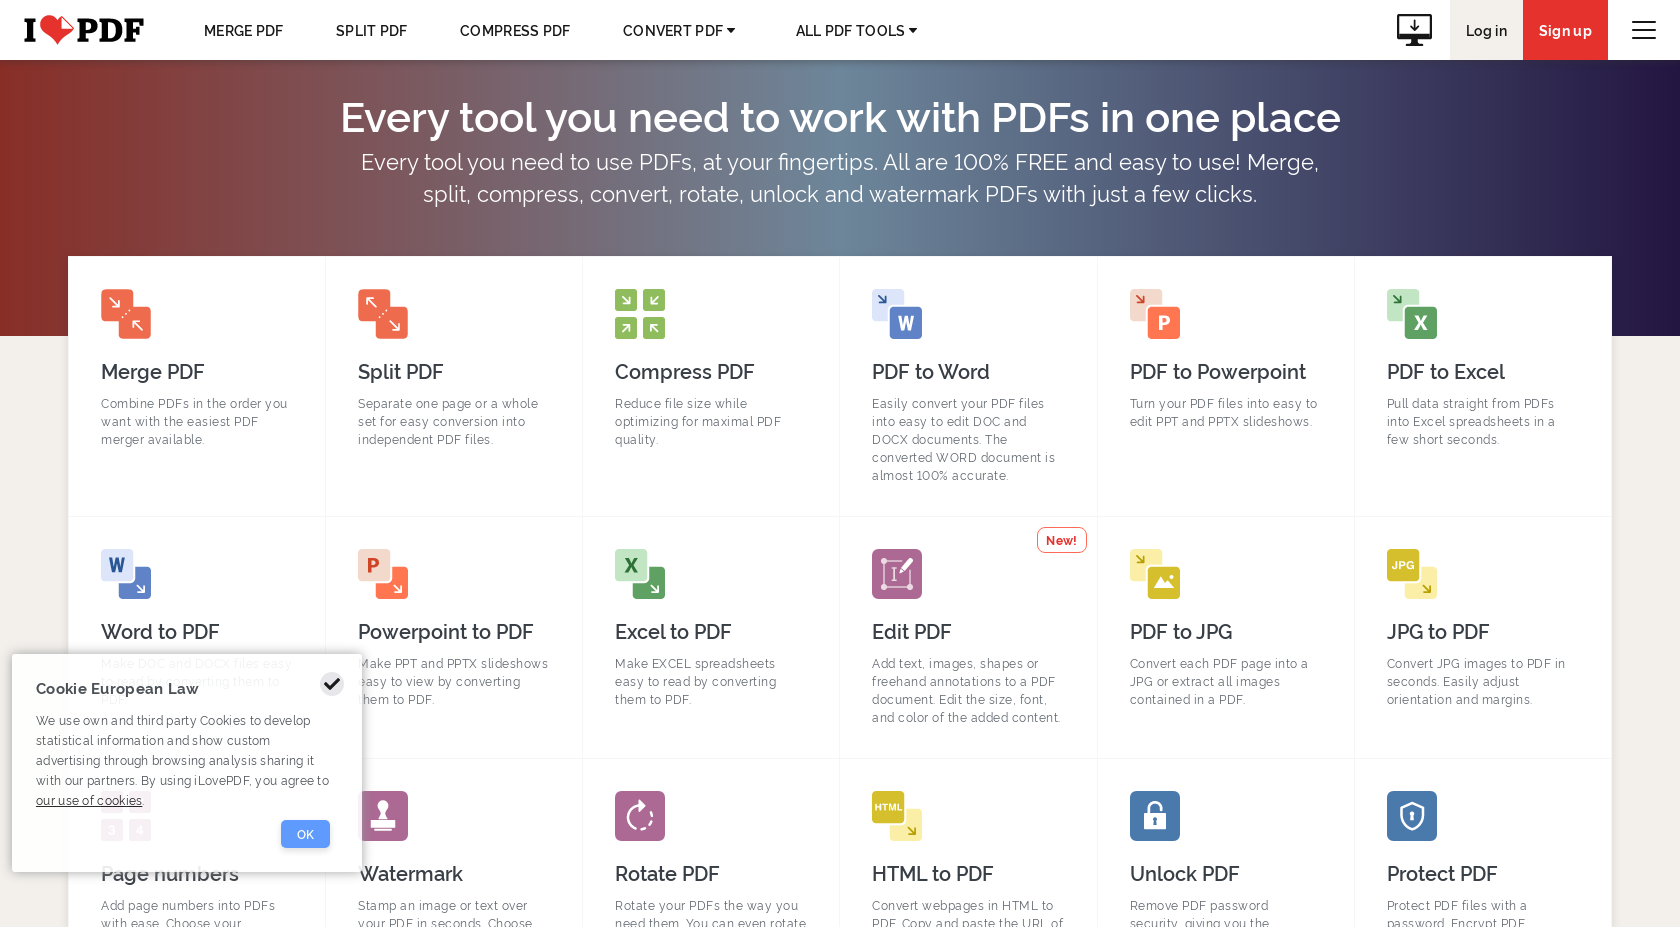 I PDF
MERGE PDF
SPLIT PDF
COMPRESS PDF
CONVERT PDF
ALL PDF TOOLS
Log in
Sign up
Every tool you need to work with PDFs in one place
Every tool you need to use PDFs, at your fingertips. All are 100% FREE and easy to use! Merge,
split, compress, convert, rotate, unlock and watermark PDFs with just a few clicks.
Merge PDF
Combine PDFs in the order you
want with the easiest PDF
merger available.
Split PDF
Separate one page or a whole
set for easy conversion into
independent PDF files.
Compress PDF
Reduce file size while
optimizing for maximal PDF
quality.
W
PDF to Word
Easily convert your PDF files
into easy to edit DOC and
DOCX documents. The
converted WORD document is
almost 100% accurate.
P
PDF to Powerpoint
Turn your PDF files into easy to
edit PPT and PPTX slideshows.
X
PDF to Excel
Pull data straight from PDFs
into Excel spreadsheets in a
few short seconds.
W
Word to PDF
Make DOC and DOCX files easy
to read by converting them to
PDF.
P
Powerpoint to PDF
Make PPT and PPTX slideshows
easy to view by converting
them to PDF.
X
Excel to PDF
Make EXCEL spreadsheets
easy to read by converting
them to PDF.
New!
Edit PDF
Add text, images, shapes or
freehand annotations to a PDF
document. Edit the size, font,
and color of the added content.
PDF to JPG
Convert each PDF page into a
JPG or extract all images
contained in a PDF.
JPG
JPG to PDF
Convert JPG images to PDF in
seconds. Easily adjust
orientation and margins.
Cookie European Law
We use own and third party Cookies to develop
statistical information and show custom
advertising through browsing analysis sharing it
with our partners. By using iLovePDF, you agree to
our use of cookies.
OK
3 4
Page numbers
Add page numbers into PDFs
with ease. Choose your
Watermark
Stamp an image or text over
your PDF in seconds. Choose
Rotate PDF
Rotate your PDFs the way you
need them. You can even rotate
HTML
HTML to PDF
Convert webpages in HTML to
PDF. Copy and paste the URL of
Unlock PDF
Remove PDF password
security, giving you the
Protect PDF
Protect PDF files with a
password. Encrypt PDF